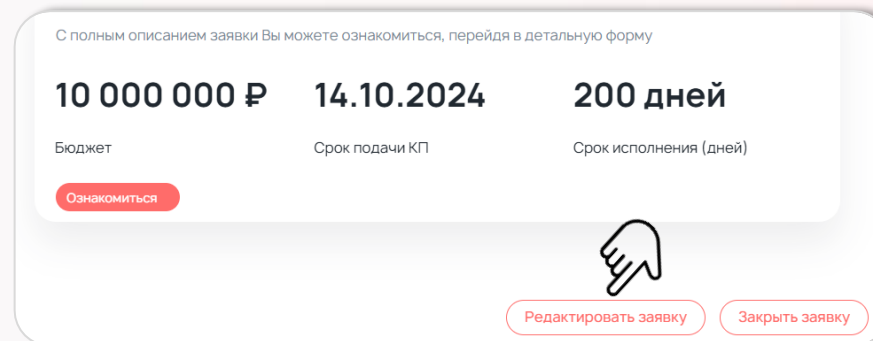 С полным описанием заявки Вы можете ознакомиться, перейдя в детальную форму
10 000 000 ₽ 14.10.2024 200 дней
Бюджет Срок подачи КП Срок исполнения (дней)
Ознакомиться
Редактировать заявку Закрыть заявку